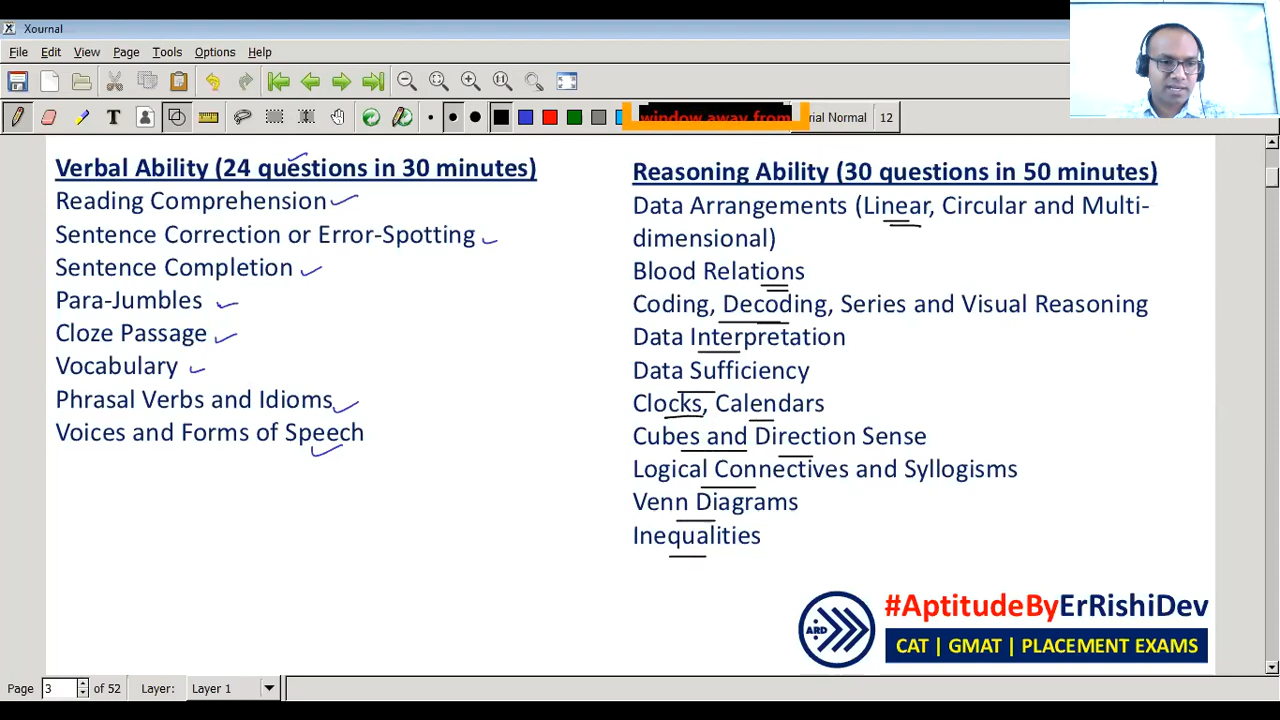 Xournal
File Edit View Page Tools Options Help
window away from
rial Normal 12
Verbal Ability (24 questions in 30 minutes)
Reading Comprehension
Sentence Correction or Error-Spotting
Sentence Completion
Para-Jumbles
Cloze Passage
Vocabulary
Phrasal Verbs and Idioms
Voices and Forms of Speech
Reasoning Ability (30 questions in 50 minutes)
Data Arrangements (Linear, Circular and Multi-
dimensional)
Blood Relations
Coding, Decoding, Series and Visual Reasoning
Data Interpretation
Data Sufficiency
Clocks, Calendars
Cubes and Direction Sense
Logical Connectives and Syllogisms
Venn Diagrams
Inequalities
ARD
#AptitudeByErRishiDev
CAT | GMAT | PLACEMENT EXAMS
Page 3 of 52 Layer: Layer 1